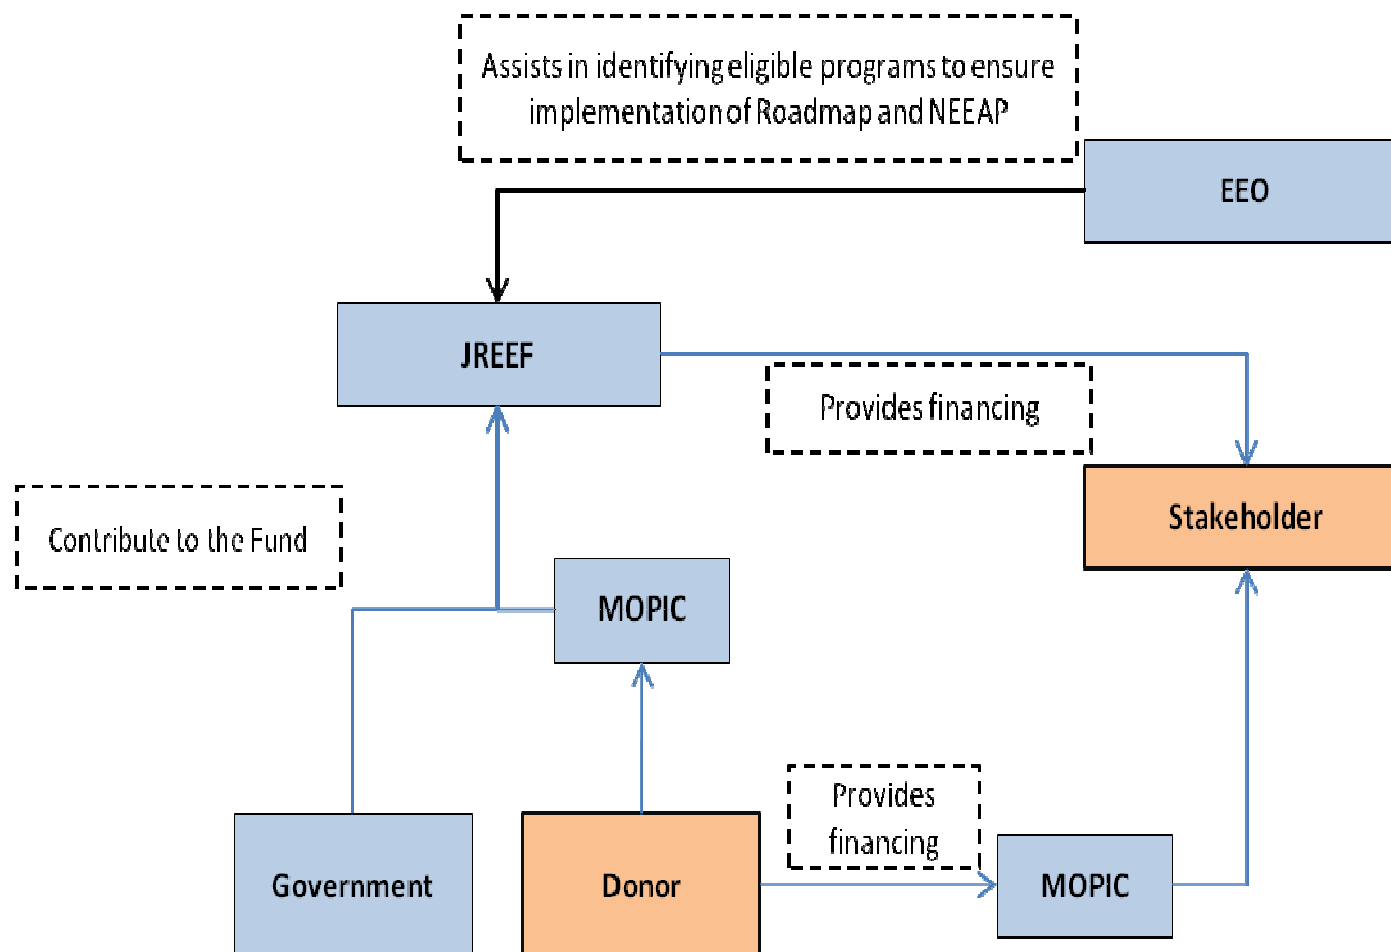 Assists in identifying eligible programs to ensure
implementation of Roadmap and NEEAP
EEO
JREEF
Provides financing
Stakeholder
Contribute to the Fund
MOPIC
Provides
financing
Government
Donor
MOPIC